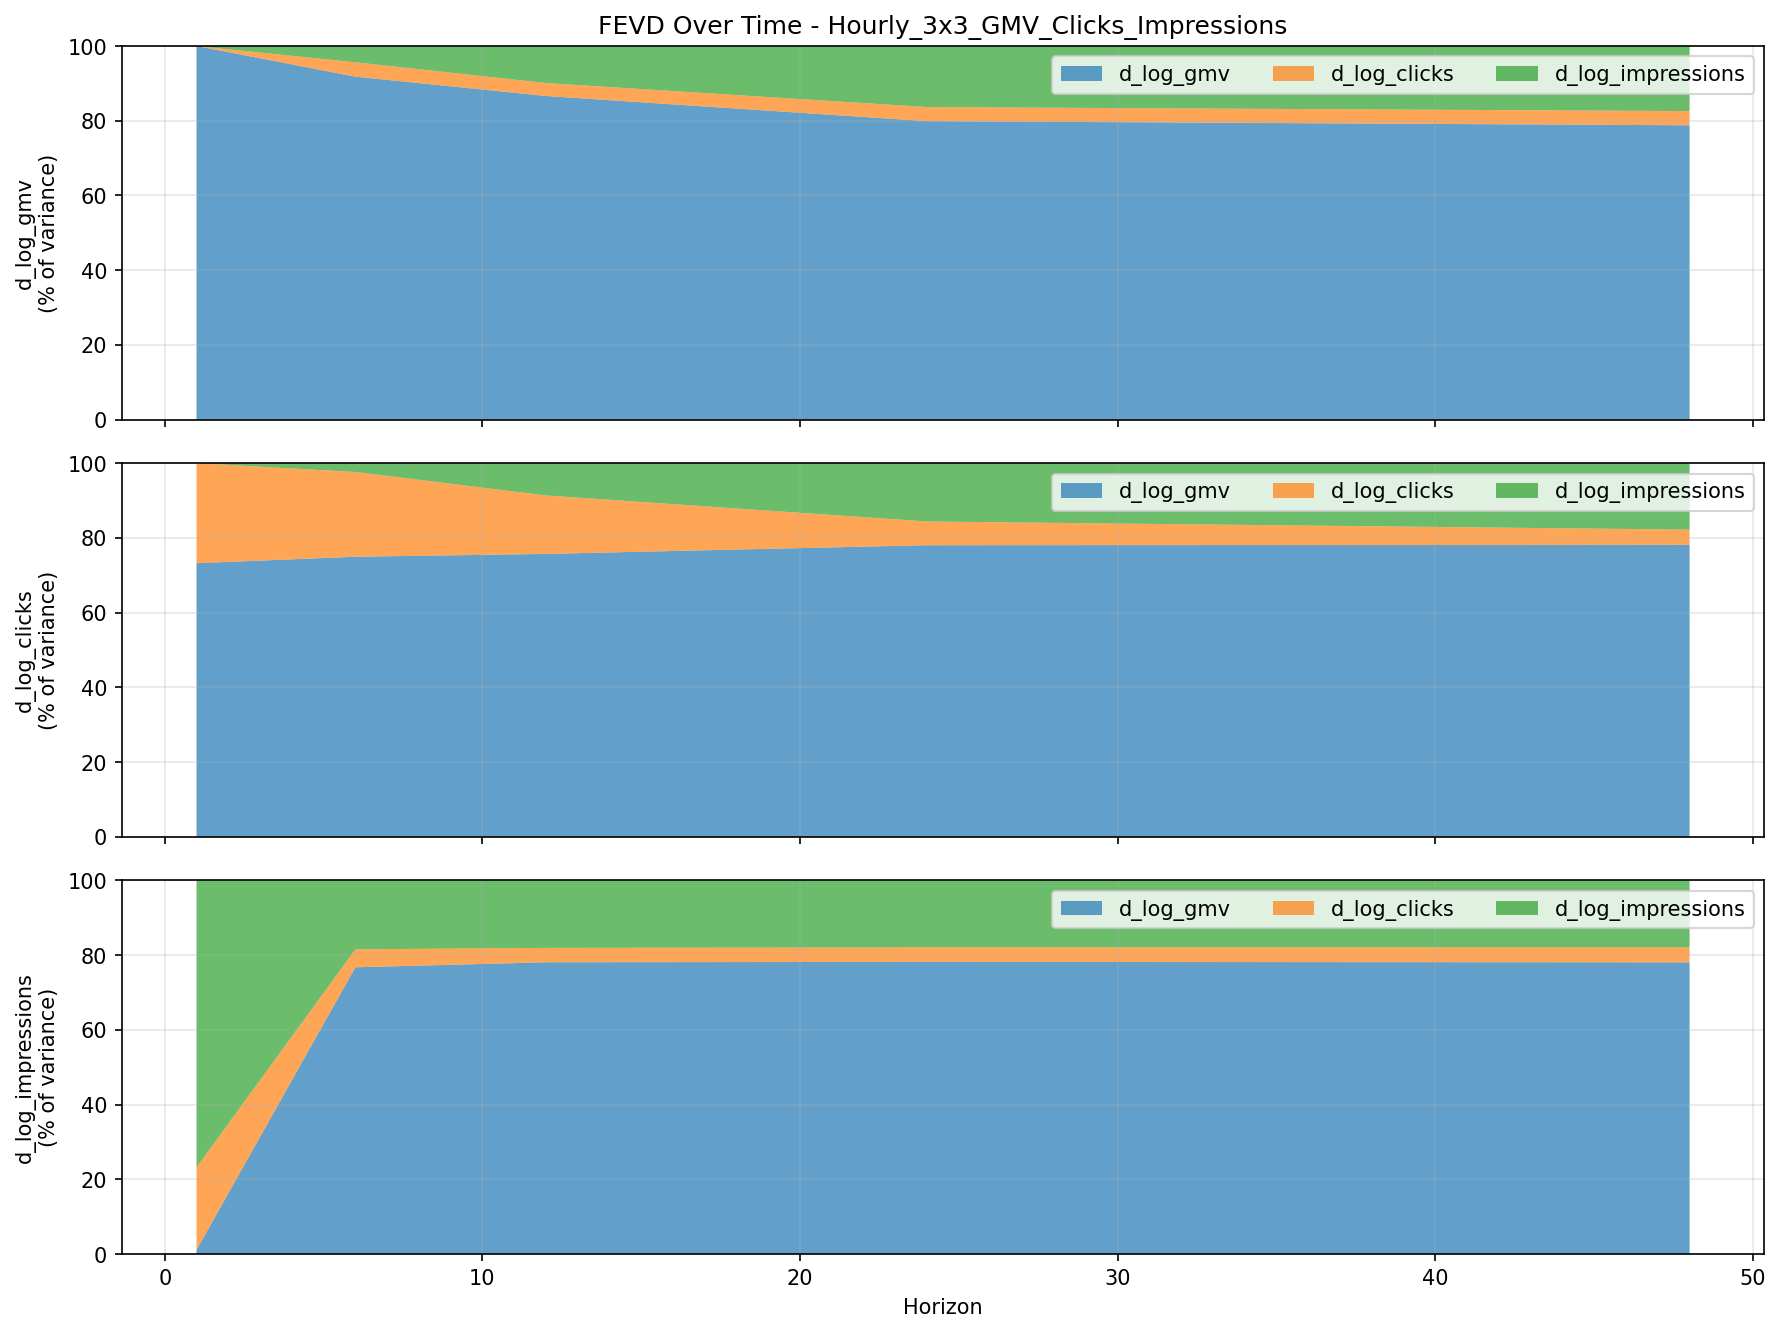 FEVD Over Time - Hourly_3x3_GMV_Clicks_Impressions
d_log_gmv
(% of variance)
100
80
60
40
20
0
d_log_gmv d_log_clicks d_log_impressions
d_log_clicks
(% of variance)
100
80
60
40
20
0
d_log_gmv d_log_clicks d_log_impressions
d_log_impressions
(% of variance)
100
80
60
40
20
0
d_log_gmv d_log_clicks d_log_impressions
0 10 20 30 40 50
Horizon